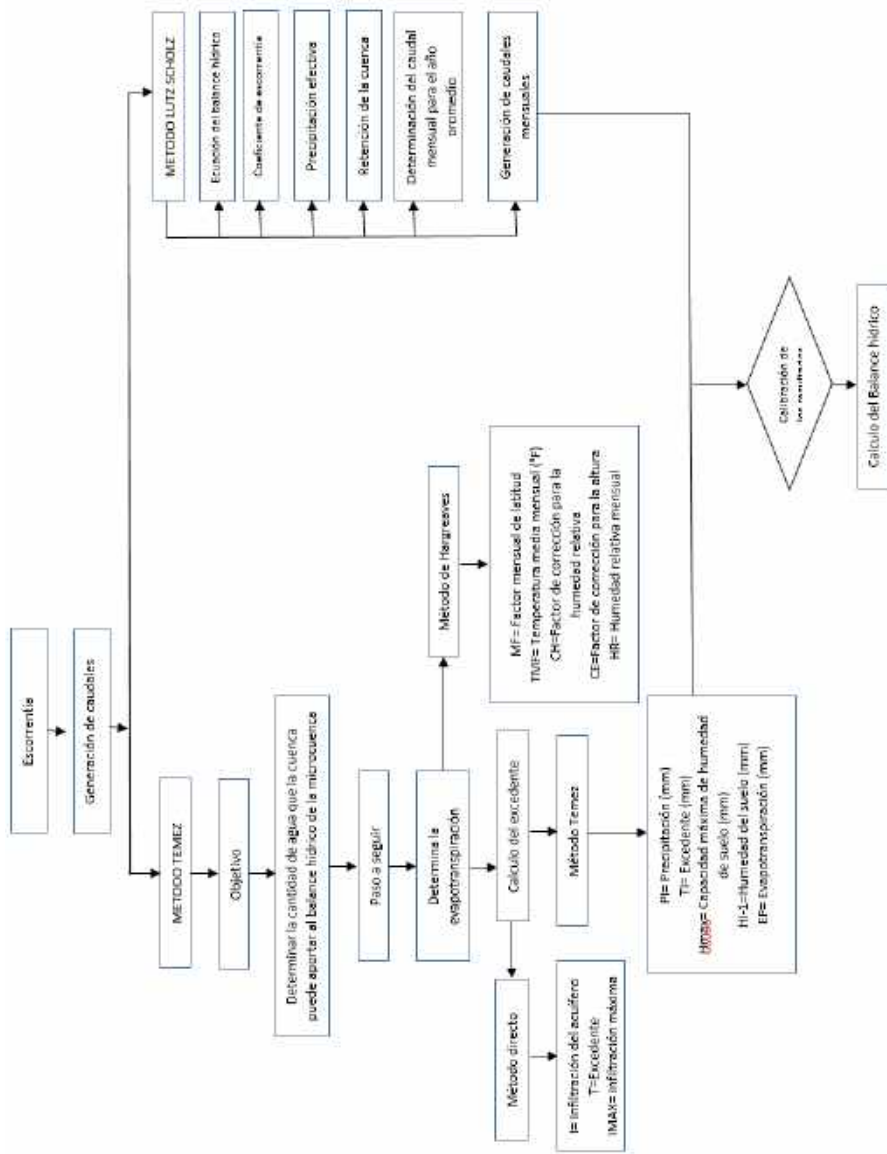 Escorrentía
Generación de caudales
METODO TEMEZ
Objetivo
Determinar la cantidad de agua que la cuenca
puede aportar al balance hídrico de la microcuenca
Paso a seguir
Determina la
evapotranspiración
Método de Hargreaves
MF= Factor mensual de latitud
TMF= Temperatura media mensual (°F)
CH=Factor de corrección para la
humedad relativa
CE=Factor de corrección para la altura
HR= Humedad relativa mensual
Calculo del excedente
Método directo
I= Infiltración del acuífero
T=Excedente
IMAX= Infiltración máxima
Método Temez
PI= Precipitación (mm)
TI= Excedente (mm)
Hmax= Capacidad máxima de humedad
de suelo (mm)
HI-1=Humedad del suelo (mm)
EP= Evapotranspiración (mm)
METODO LUTZ SCHOLZ
Ecuación del balance hídrico
Coeficiente de escorrentía
Precipitación efectiva
Retención de la cuenca
Determinación del caudal
mensual para el año
promedio
Generación de caudales
mensuales
Calibración de
los resultados
Calculo del Balance hídrico